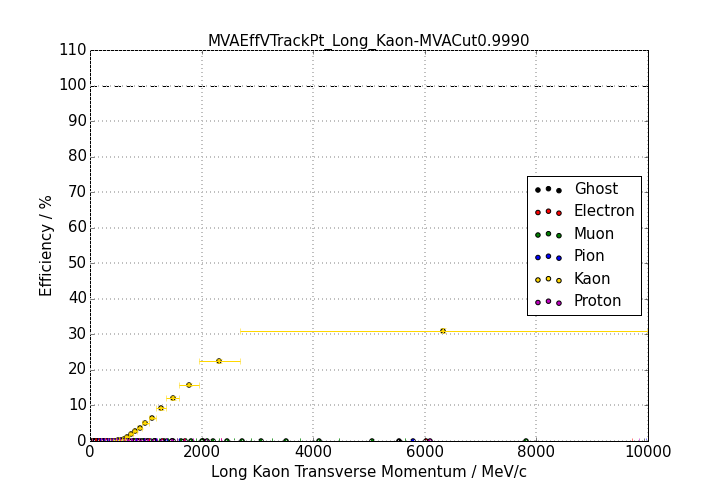 MVAEffVTrackPt_Long_Kaon-MVACut0.9990
110
100
90
80
70
60
50
40
30
20
10
0
Efficiency / %
Ghost
Electron
Muon
Pion
Kaon
Proton
0 2000 4000 6000 8000 10000
Long Kaon Transverse Momentum / MeV/c